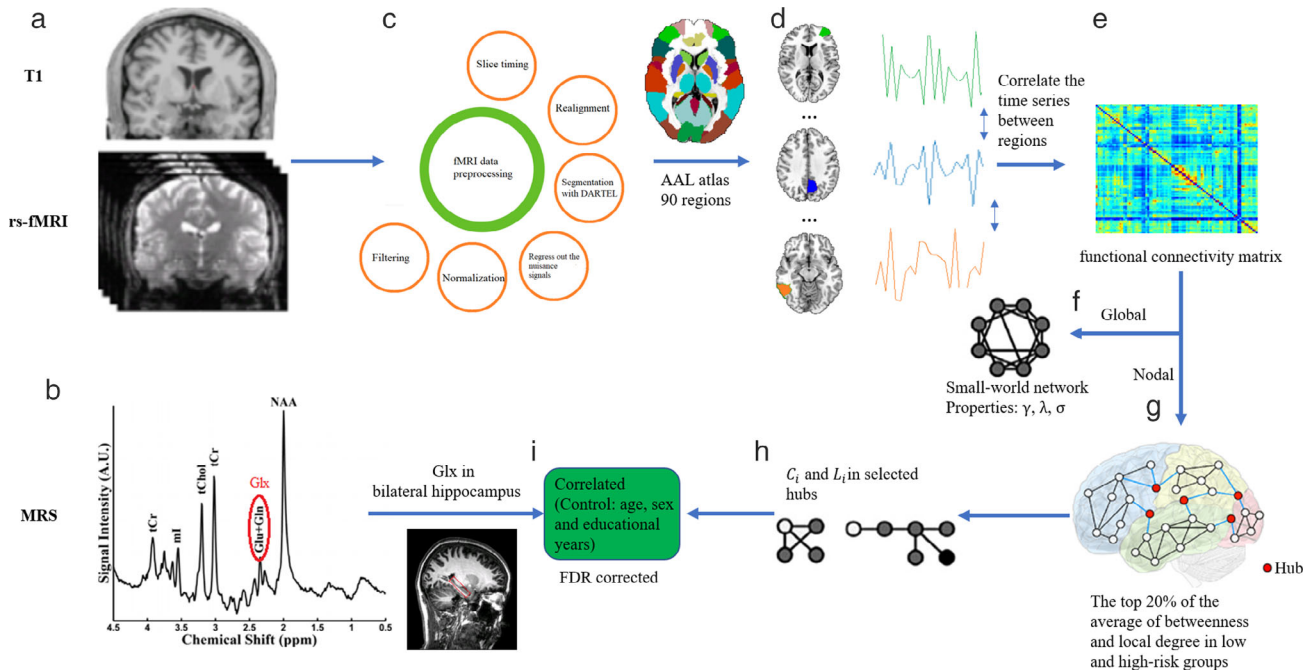 a
T1
rs-fMRI
c
Slice timing
Realignment
fMRI data
preprocessing
Segmentation
with DARTEL
Regress out the
nuisance
signals
Normalization
Filtering
AAL atlas
90 regions
d
...
...
Correlate the
time series
between
regions
e
functional connectivity matrix
f
Global
Small-world network
Properties: γ, λ, σ
Nodal
g
Hub
The top 20% of the
average of betweenness
and local degree in low
and high-risk groups
h
C_i and L_i in selected
hubs
i
Correlated
(Control: age, sex
and educational
years)
FDR corrected
Glx in
bilateral hippocampus
b
MRS
Signal Intensity (A.U.)
tCr
mI
tChol
tCr
Glx
Glu+Gln
NAA
4.5 4 3.5 3 2.5 2 1.5 1 0.5
Chemical Shift (ppm)